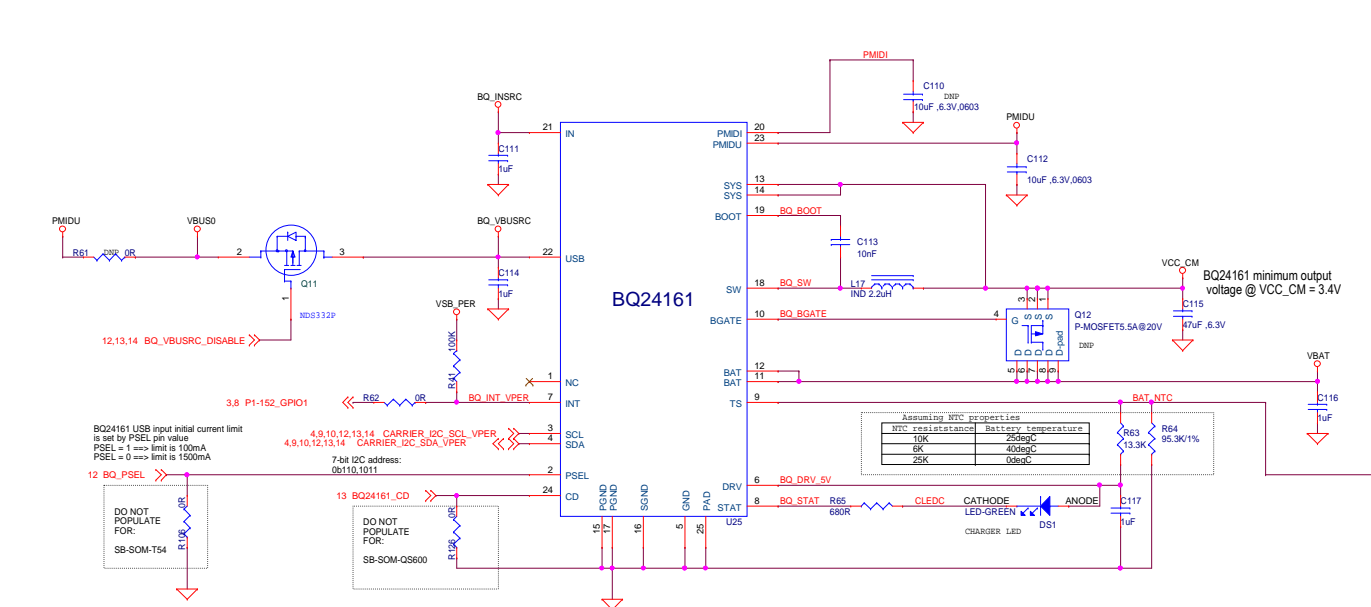 PMIDI
C110
DNP
10uF ,6.3V,0603
BQ_INSRC
21
IN
C111
1uF
PMIDI
20
PMIDU
23
PMIDU
C112
10uF ,6.3V,0603
SYS
13
SYS
14
BOOT
19
BQ_BOOT
C113
10nF
PMIDU
R61
DNP
0R
VBUS0
2
3
1
Q11
NDS332P
BQ_VBUSRC
22
USB
C114
1uF
12,13,14 BQ_VBUSRC_DISABLE
VSB_PER
100K
R41
BQ24161
SW
18
BQ_SW
L17
IND 2.2uH
BGATE
10
BQ_BGATE
4
G
S
S
S
3
2
1
Q12
P-MOSFET5.5A@20V
DNP
D
D
D
D
D-pad
5
6
7
8
9
VCC_CM
BQ24161 minimum output
voltage @ VCC_CM = 3.4V
C115
47uF ,6.3V
BAT
12
BAT
11
VBAT
C116
1uF
1
NC
3,8 P1-152_GPIO1
R62
0R
BQ_INT_VPER
7
INT
TS
9
BAT_NTC
Assuming NTC properties
NTC resiststance Battery temperature
10K 25degC
6K 40degC
25K 0degC
R63
13.3K
R64
95.3K/1%
BQ24161 USB input initial current limit
is set by PSEL pin value
PSEL = 1 ==> limit is 100mA
PSEL = 0 ==> limit is 1500mA
4,9,10,12,13,14 CARRIER_I2C_SCL_VPER
3
SCL
4,9,10,12,13,14 CARRIER_I2C_SDA_VPER
4
SDA
7-bit I2C address:
0b110,1011
12 BQ_PSEL
2
PSEL
13 BQ24161_CD
24
CD
DRV
6
BQ_DRV_5V
STAT
8
BQ_STAT
R65
680R
CLEDC
CATHODE
ANODE
LED-GREEN
DS1
CHARGER LED
C117
1uF
U25
PGND
PGND
SGND
GND
PAD
15
17
16
5
25
DO NOT
POPULATE
FOR:
SB-SOM-T54
0R
R106
DO NOT
POPULATE
FOR:
SB-SOM-QS600
0R
R126